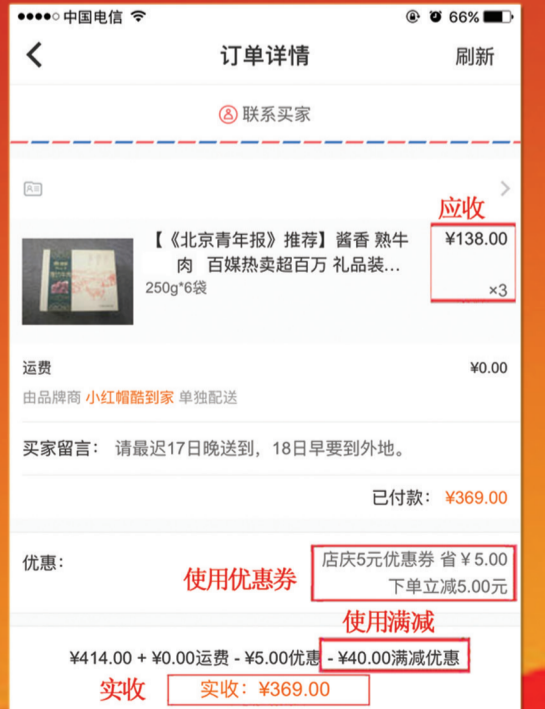 中国电信 66%
订单详情 刷新
联系买家
应收
【《北京青年报》推荐】酱香 熟牛 ¥138.00
肉 百媒热卖超百万 礼品装...
250g*6袋 ×3
运费 ¥0.00
由品牌商 小红帽酷到家 单独配送
买家留言： 请最迟17日晚送到，18日早要到外地。
已付款： ¥369.00
优惠： 店庆5元优惠券 省￥5.00
使用优惠券 下单立减5.00元
使用满减
¥414.00 + ¥0.00运费 - ¥5.00优惠 - ¥40.00满减优惠
实收 实收：¥369.00